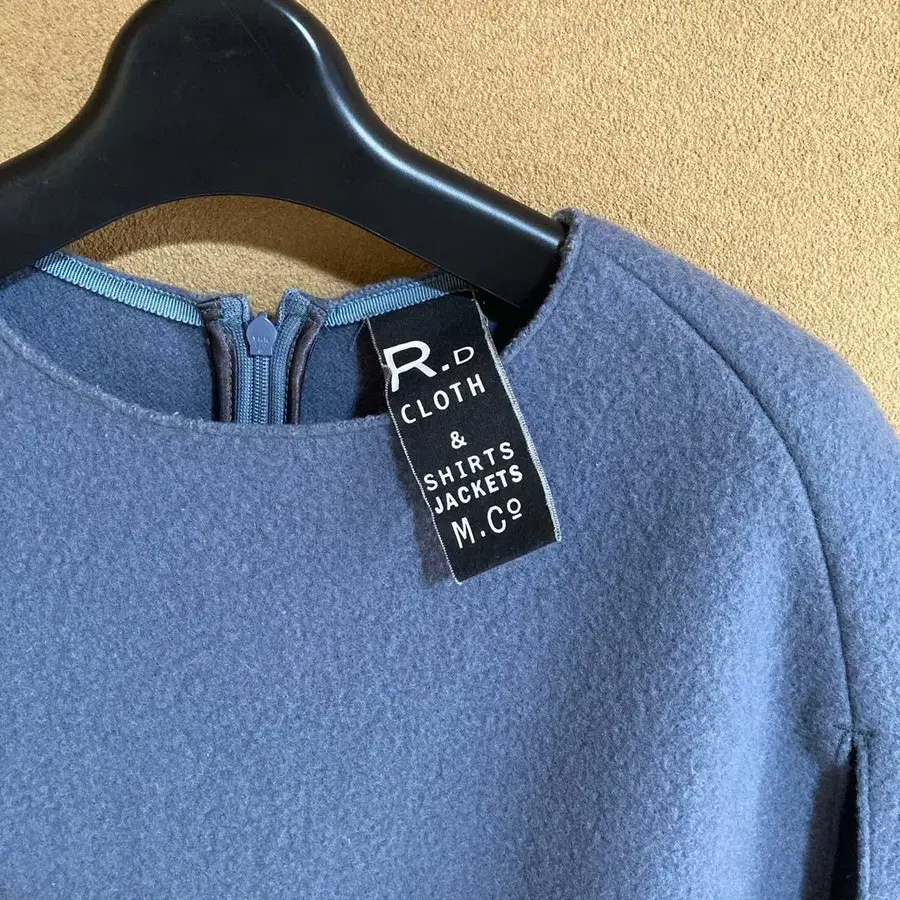 R.D
CLOTH
&
SHIRTS
JACKETS
M.Cº